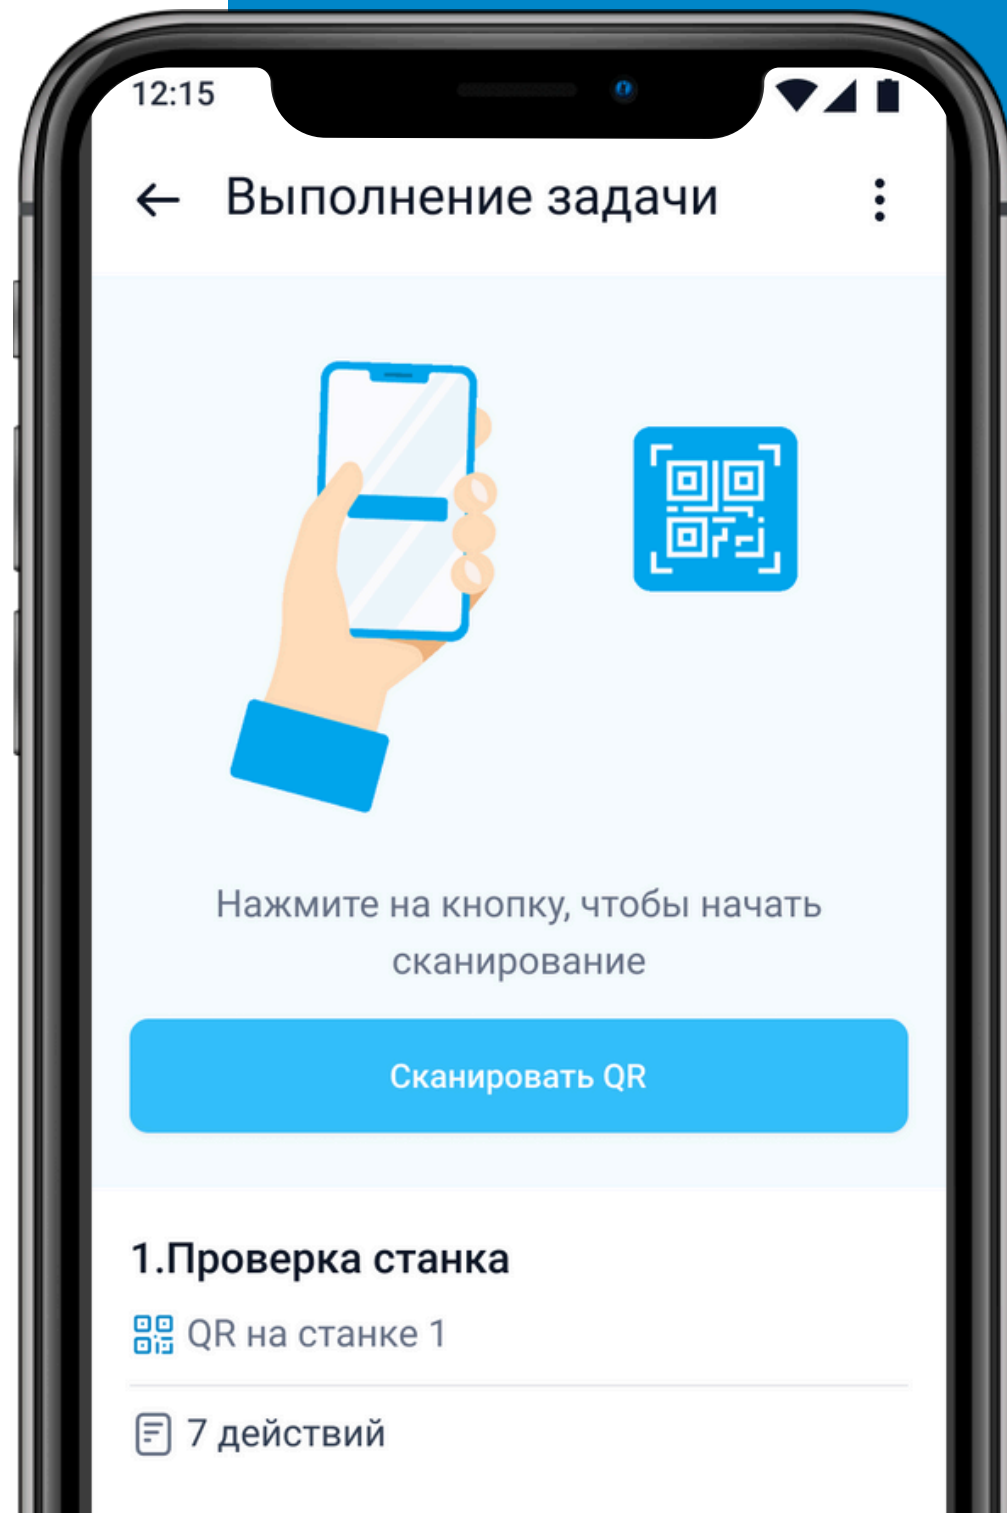 12:15
Выполнение задачи
Нажмите на кнопку, чтобы начать
сканирование
Сканировать QR
1.Проверка станка
QR на станке 1
7 действий